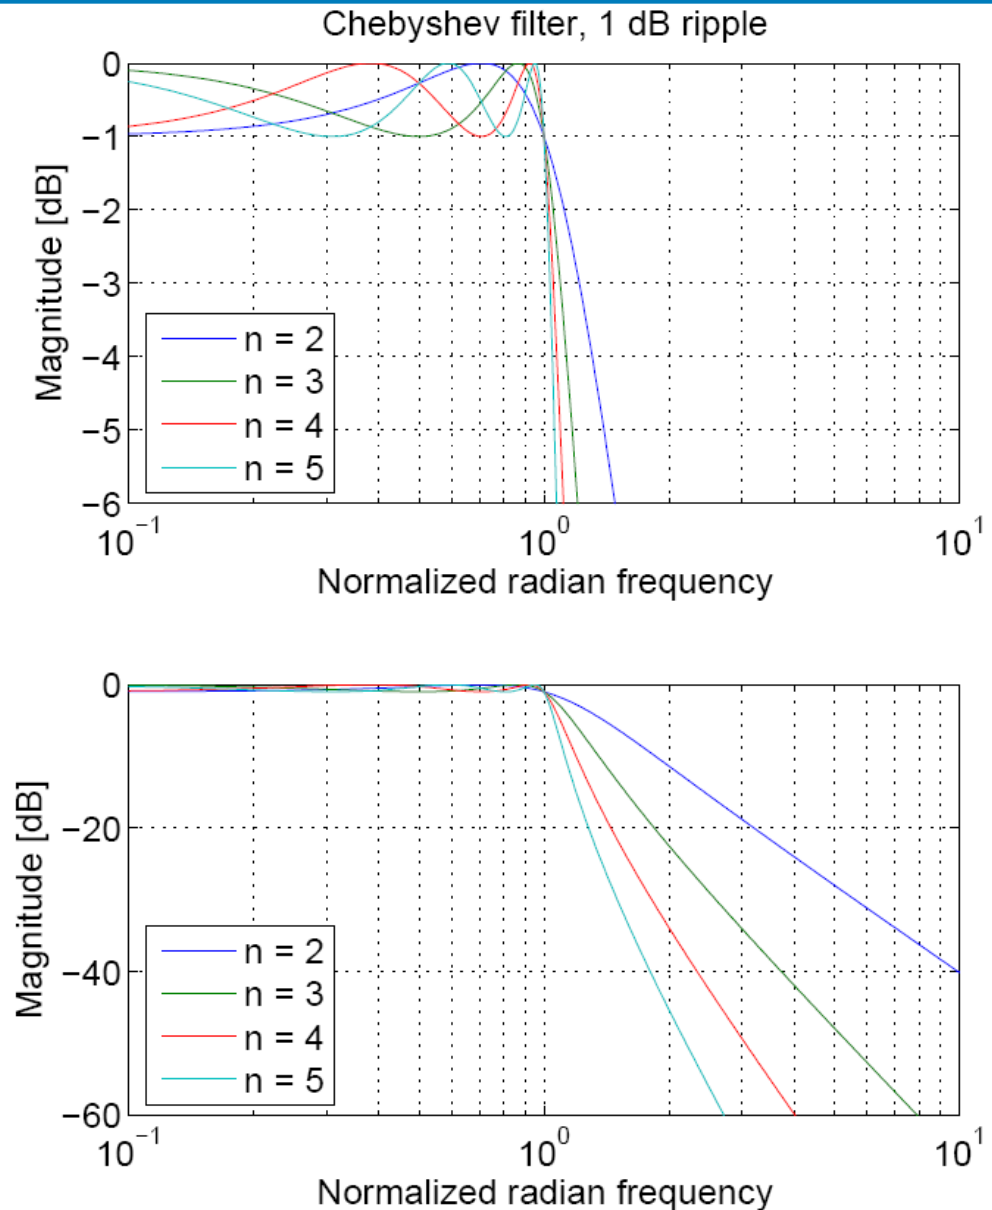 Chebyshev filter, 1 dB ripple
0
−1
−2
−3
−4
−5
−6
Magnitude [dB]
n = 2
n = 3
n = 4
n = 5
10^−1
10^0
10^1
Normalized radian frequency
0
−20
−40
−60
Magnitude [dB]
n = 2
n = 3
n = 4
n = 5
10^−1
10^0
10^1
Normalized radian frequency